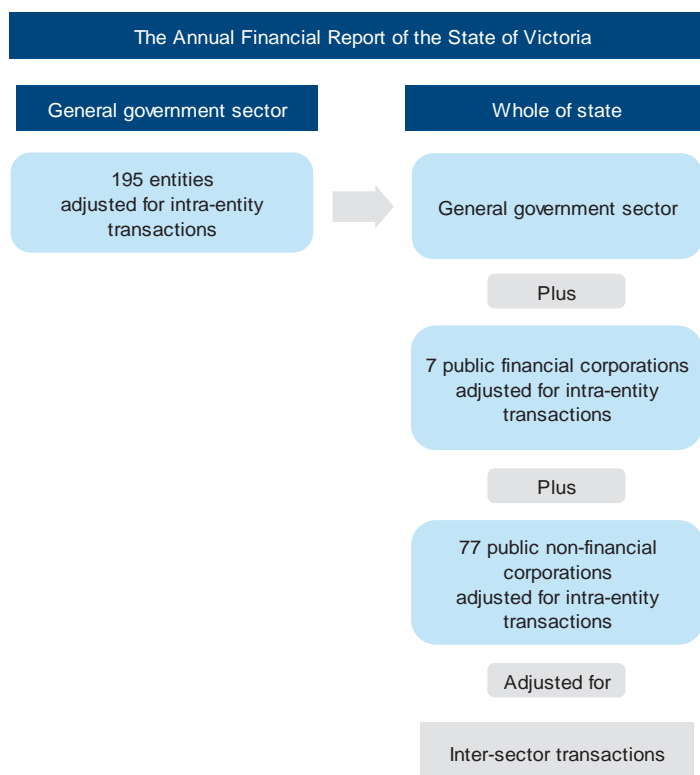 The Annual Financial Report of the State of Victoria
General government sector
Whole of state
195 entities
adjusted for intra-entity
transactions
General government sector
Plus
7 public financial corporations
adjusted for intra-entity
transactions
Plus
77 public non-financial
corporations
adjusted for intra-entity
transactions
Adjusted for
Inter-sector transactions